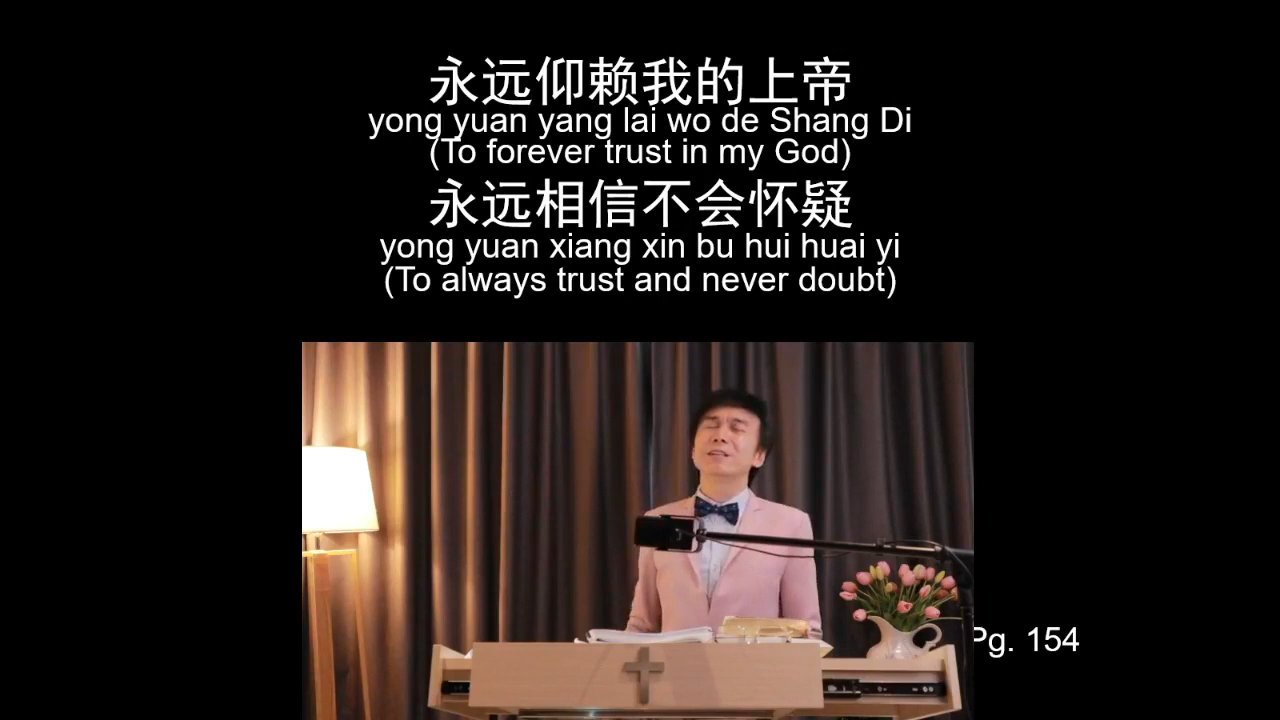 永远仰赖我的上帝
yong yuan yang lai wo de Shang Di
(To forever trust in my God)
永远相信不会怀疑
yong yuan xiang xin bu hui huai yi
(To always trust and never doubt)
Pg. 154